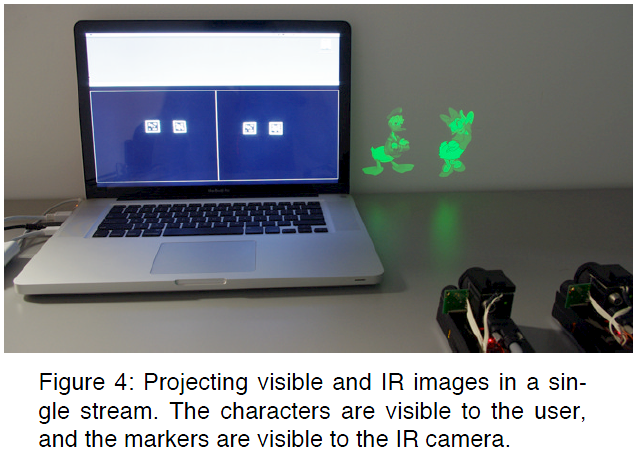 Figure 4: Projecting visible and IR images in a sin-
gle stream. The characters are visible to the user,
and the markers are visible to the IR camera.